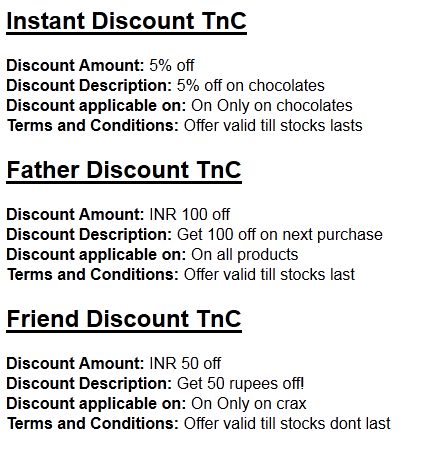 Instant Discount TnC
Discount Amount: 5% off
Discount Description: 5% off on chocolates
Discount applicable on: On Only on chocolates
Terms and Conditions: Offer valid till stocks lasts
Father Discount TnC
Discount Amount: INR 100 off
Discount Description: Get 100 off on next purchase
Discount applicable on: On all products
Terms and Conditions: Offer valid till stocks last
Friend Discount TnC
Discount Amount: INR 50 off
Discount Description: Get 50 rupees off!
Discount applicable on: On Only on crax
Terms and Conditions: Offer valid till stocks dont last